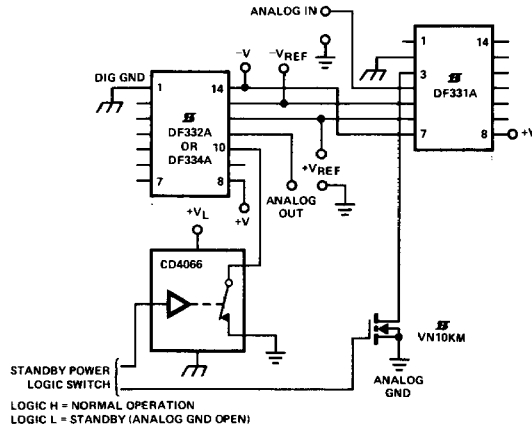 ANALOG IN
-V
-VREF
1
14
DIG GND
1
14
3
DF331A
DF332A
OR
DF334A
10
7
8
+V
+VREF
7
8
ANALOG
OUT
+V
+VL
CD4066
VN10KM
STANDBY POWER
LOGIC SWITCH
ANALOG
GND
LOGIC H = NORMAL OPERATION
LOGIC L = STANDBY (ANALOG GND OPEN)